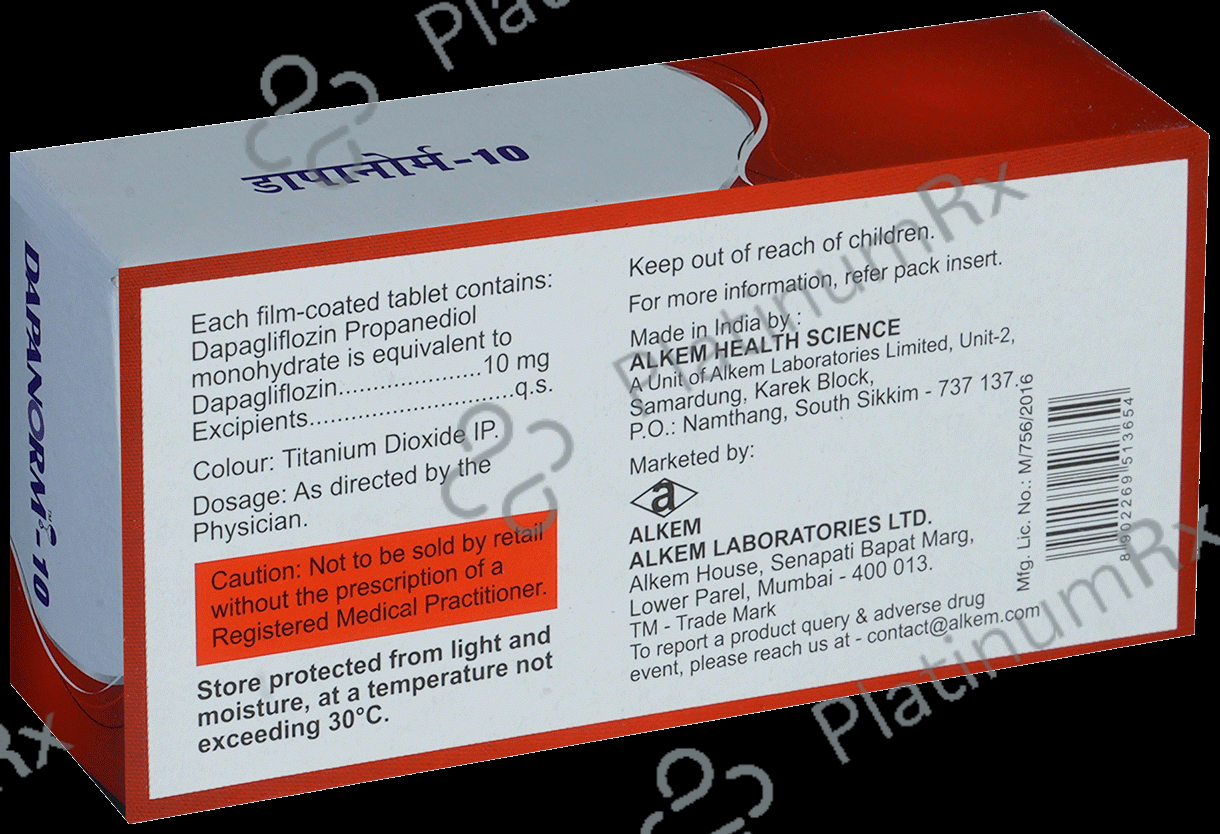 डापानोर्म-10
DAPANORM™-10
Each film-coated tablet contains:
Dapagliflozin Propanediol
monohydrate is equivalent to
Dapagliflozin.....................10 mg
Excipients.............................q.s.
Colour: Titanium Dioxide IP.
Dosage: As directed by the
Physician.
Caution: Not to be sold by retail
without the prescription of a
Registered Medical Practitioner.
Store protected from light and
moisture, at a temperature not
exceeding 30°C.
Keep out of reach of children.
For more information, refer pack insert.
Made in India by :
ALKEM HEALTH SCIENCE
A Unit of Alkem Laboratories Limited, Unit-2,
Samardung, Karek Block,
P.O.: Namthang, South Sikkim - 737 137.
Marketed by:
a
ALKEM
ALKEM LABORATORIES LTD.
Alkem House, Senapati Bapat Marg,
Lower Parel, Mumbai - 400 013.
TM - Trade Mark
To report a product query & adverse drug
event, please reach us at - contact@alkem.com
Mfg. Lic. No.: M/756/2016
8 902269 513654
PlatinumRx
PlatinumRx